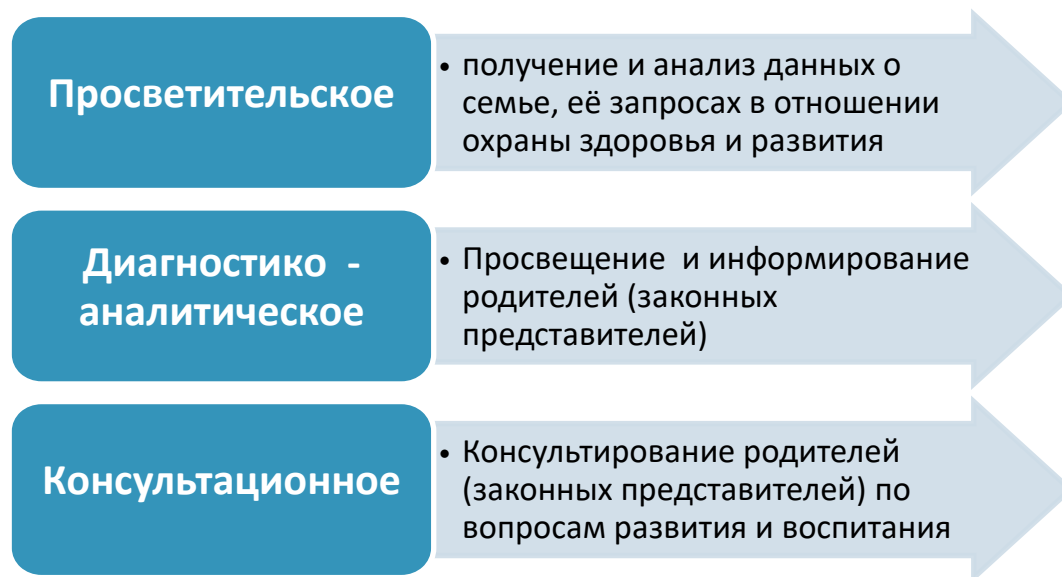 Просветительское
• получение и анализ данных о
семье, её запросах в отношении
охраны здоровья и развития
Диагностико -
аналитическое
• Просвещение и информирование
родителей (законных
представителей)
Консультационное
• Консультирование родителей
(законных представителей) по
вопросам развития и воспитания